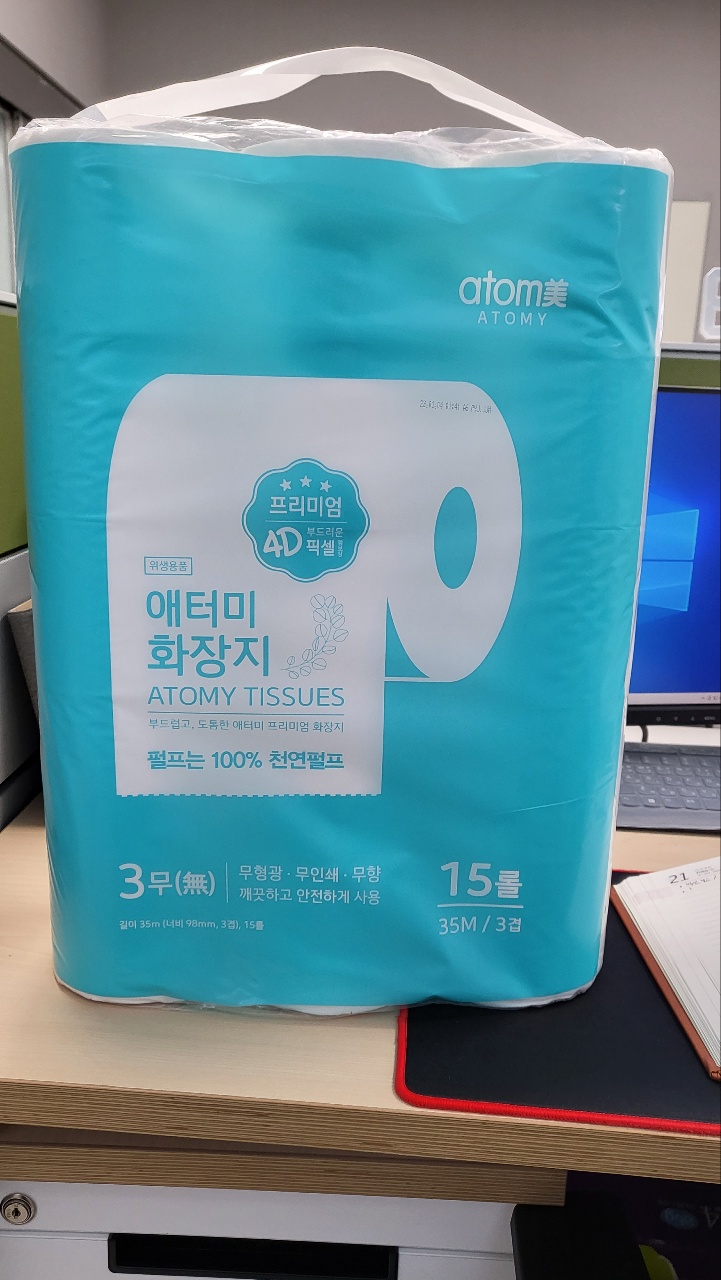 atom美
ATOMY
프리미엄
4D 부드러운
픽셀
위생용품
애터미
화장지
ATOMY TISSUES
부드럽고, 도톰한 애터미 프리미엄 화장지
펄프는 100% 천연펄프
3무(無)
무형광 · 무인쇄 · 무향
깨끗하고 안전하게 사용
15롤
35M / 3겹
길이 35m (너비 98mm, 3겹), 15롤
21